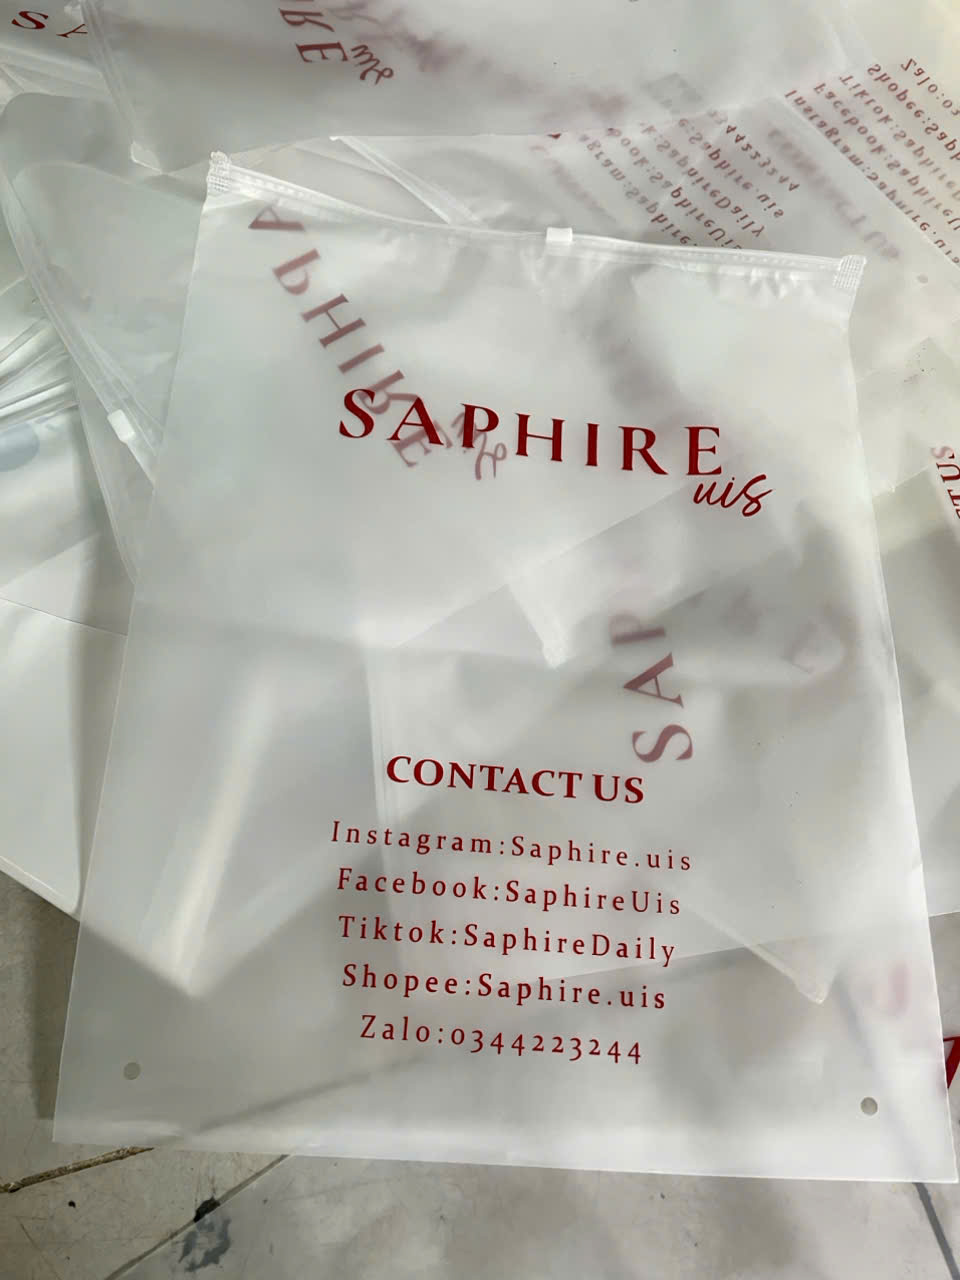 SAPHIRE
uis
CONTACT US
Instagram:Saphire.uis
Facebook:SaphireUis
Tiktok:SaphireDaily
Shopee:Saphire.uis
Zalo:0344223244